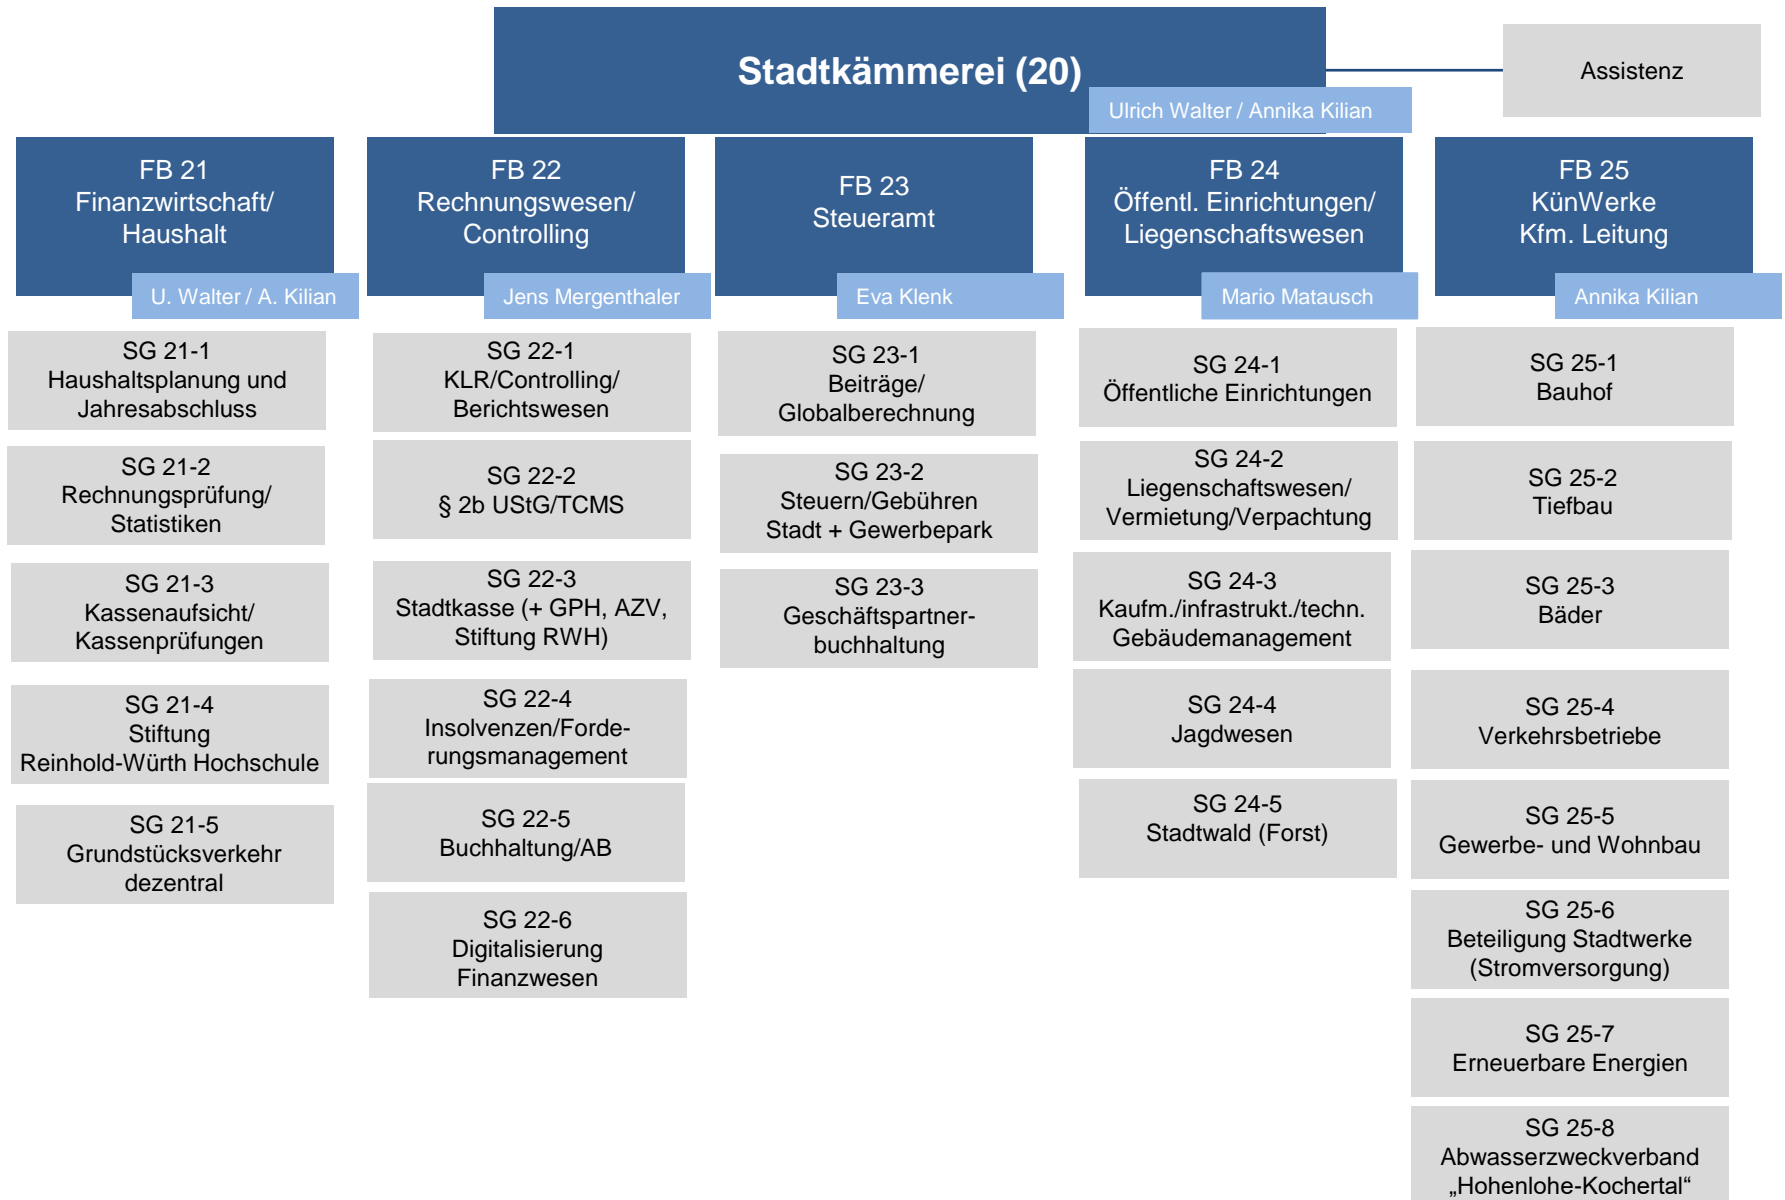 Stadtkämmerei (20)
Ulrich Walter / Annika Kilian
Assistenz
FB 21
Finanzwirtschaft/
Haushalt
U. Walter / A. Kilian
SG 21-1
Haushaltsplanung und
Jahresabschluss
SG 21-2
Rechnungsprüfung/
Statistiken
SG 21-3
Kassenaufsicht/
Kassenprüfungen
SG 21-4
Stiftung
Reinhold-Würth Hochschule
SG 21-5
Grundstücksverkehr
dezentral
FB 22
Rechnungswesen/
Controlling
Jens Mergenthaler
SG 22-1
KLR/Controlling/
Berichtswesen
SG 22-2
§ 2b UStG/TCMS
SG 22-3
Stadtkasse (+ GPH, AZV,
Stiftung RWH)
SG 22-4
Insolvenzen/Forde-
rungsmanagement
SG 22-5
Buchhaltung/AB
SG 22-6
Digitalisierung
Finanzwesen
FB 23
Steueramt
Eva Klenk
SG 23-1
Beiträge/
Globalberechnung
SG 23-2
Steuern/Gebühren
Stadt + Gewerbepark
SG 23-3
Geschäftspartner-
buchhaltung
FB 24
Öffentl. Einrichtungen/
Liegenschaftswesen
Mario Matausch
SG 24-1
Öffentliche Einrichtungen
SG 24-2
Liegenschaftswesen/
Vermietung/Verpachtung
SG 24-3
Kaufm./infrastrukt./techn.
Gebäudemanagement
SG 24-4
Jagdwesen
SG 24-5
Stadtwald (Forst)
FB 25
KünWerke
Kfm. Leitung
Annika Kilian
SG 25-1
Bauhof
SG 25-2
Tiefbau
SG 25-3
Bäder
SG 25-4
Verkehrsbetriebe
SG 25-5
Gewerbe- und Wohnbau
SG 25-6
Beteiligung Stadtwerke
(Stromversorgung)
SG 25-7
Erneuerbare Energien
SG 25-8
Abwasserzweckverband
„Hohenlohe-Kochertal“